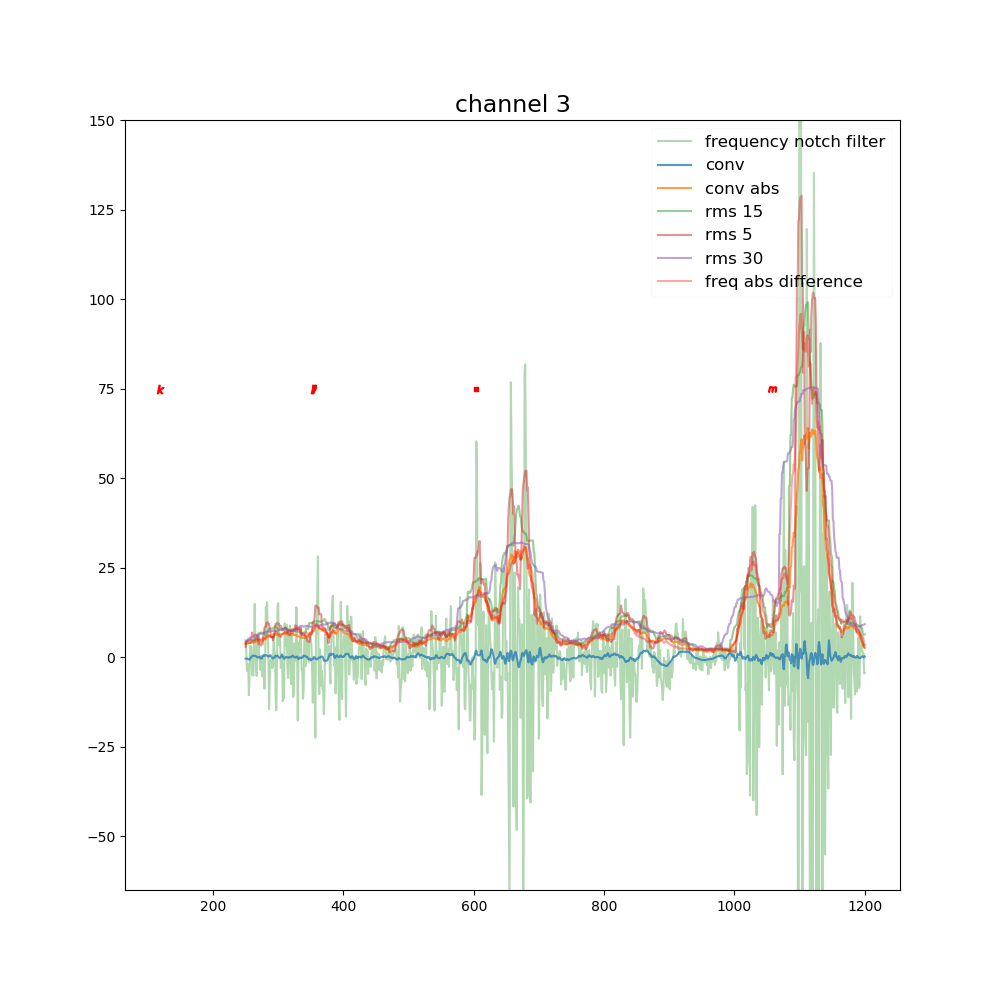 channel 3
150
125
100
75
50
25
0
−25
−50
frequency notch filter
conv
conv abs
rms 15
rms 5
rms 30
freq abs difference
k , . m
200 400 600 800 1000 1200